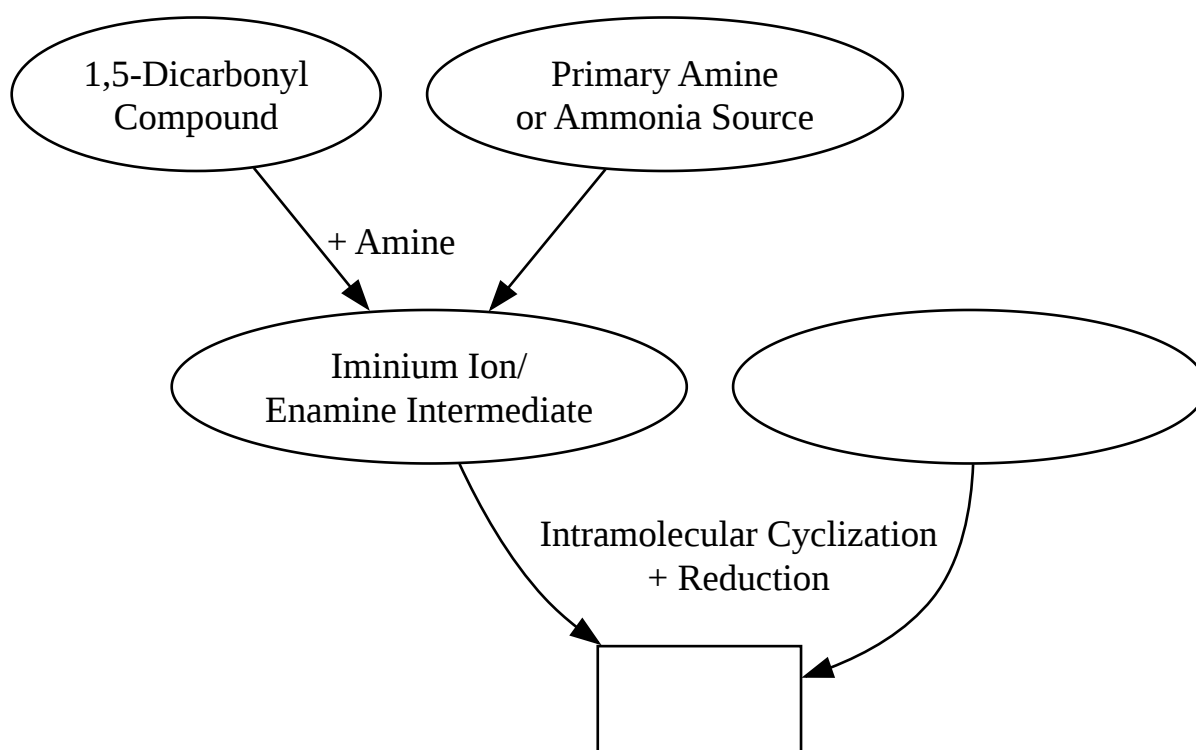 1,5-Dicarbonyl
Compound
Primary Amine
or Ammonia Source
+ Amine
Iminium Ion/
Enamine Intermediate
Intramolecular Cyclization
+ Reduction